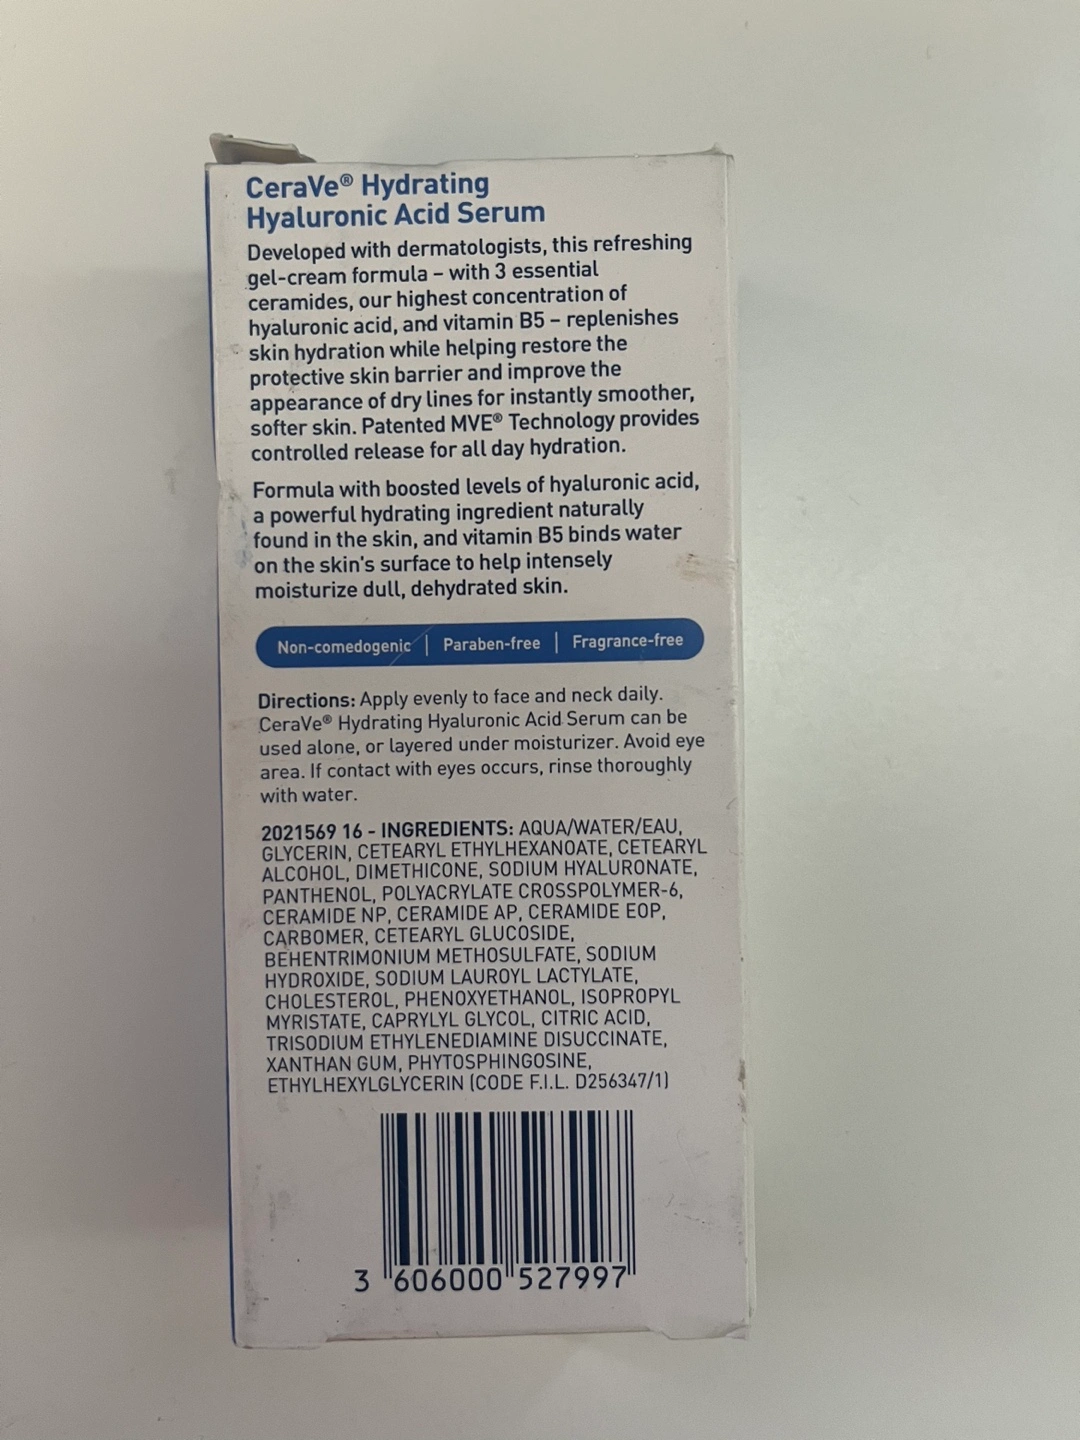 CeraVe® Hydrating
Hyaluronic Acid Serum
Developed with dermatologists, this refreshing
gel-cream formula – with 3 essential
ceramides, our highest concentration of
hyaluronic acid, and vitamin B5 – replenishes
skin hydration while helping restore the
protective skin barrier and improve the
appearance of dry lines for instantly smoother,
softer skin. Patented MVE® Technology provides
controlled release for all day hydration.
Formula with boosted levels of hyaluronic acid,
a powerful hydrating ingredient naturally
found in the skin, and vitamin B5 binds water
on the skin's surface to help intensely
moisturize dull, dehydrated skin.
Non-comedogenic | Paraben-free | Fragrance-free
Directions: Apply evenly to face and neck daily.
CeraVe® Hydrating Hyaluronic Acid Serum can be
used alone, or layered under moisturizer. Avoid eye
area. If contact with eyes occurs, rinse thoroughly
with water.
2021569 16 - INGREDIENTS: AQUA/WATER/EAU,
GLYCERIN, CETEARYL ETHYLHEXANOATE, CETEARYL
ALCOHOL, DIMETHICONE, SODIUM HYALURONATE,
PANTHENOL, POLYACRYLATE CROSSPOLYMER-6,
CERAMIDE NP, CERAMIDE AP, CERAMIDE EOP,
CARBOMER, CETEARYL GLUCOSIDE,
BEHENTRIMONIUM METHOSULFATE, SODIUM
HYDROXIDE, SODIUM LAUROYL LACTYLATE,
CHOLESTEROL, PHENOXYETHANOL, ISOPROPYL
MYRISTATE, CAPRYLYL GLYCOL, CITRIC ACID,
TRISODIUM ETHYLENEDIAMINE DISUCCINATE,
XANTHAN GUM, PHYTOSPHINGOSINE,
ETHYLHEXYLGLYCERIN (CODE F.I.L. D256347/1)
3 606000 527997